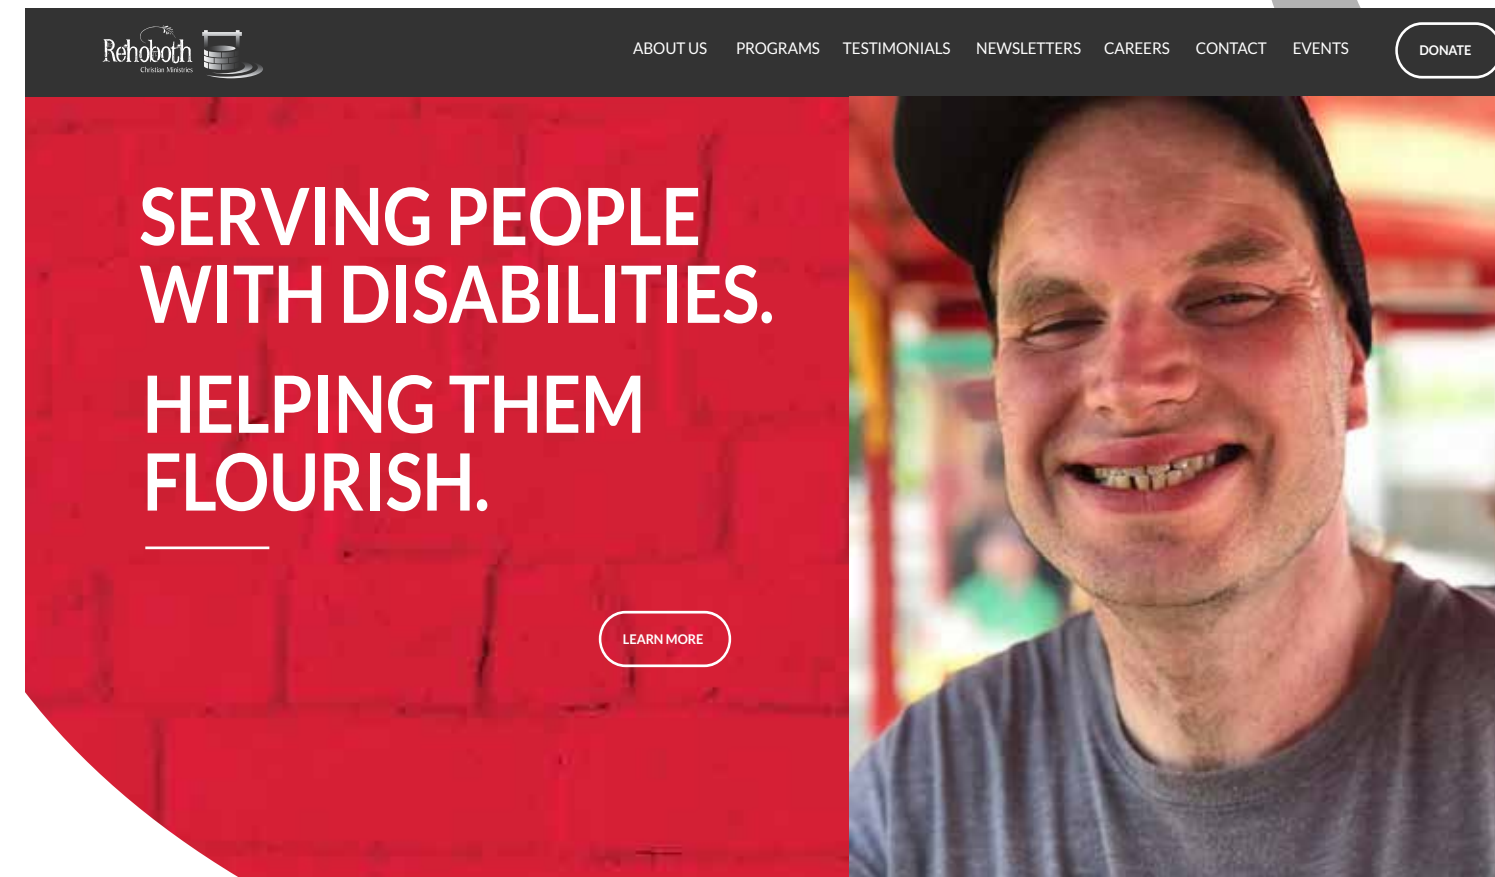 Rehoboth
Christian Ministries
ABOUT US PROGRAMS TESTIMONIALS NEWSLETTERS CAREERS CONTACT EVENTS DONATE
SERVING PEOPLE
WITH DISABILITIES.
HELPING THEM
FLOURISH.
LEARN MORE